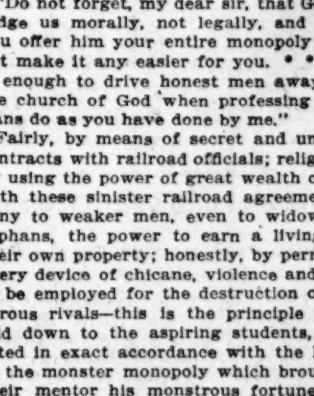 "Do not forget, my dear sir, that G
dge us morally, not legally, and
u offer him your entire monopoly
t make it any easier for you. * *
enough to drive honest men away
e church of God when professing
ans do as you have done by me."
Fairly, by means of secret and un
ntracts with railroad officials; relig
using the power of great wealth c
th these sinister railroad agreeme
ny to weaker men, even to widow
phans, the power to earn a living
eir own property; honestly, by perr
ery device of chicane, violence and
be employed for the destruction o
rous rivals—this is the principle
d down to the aspiring students,
ted in exact accordance with the l
the monster monopoly which brou
eir mentor his monstrous fortune